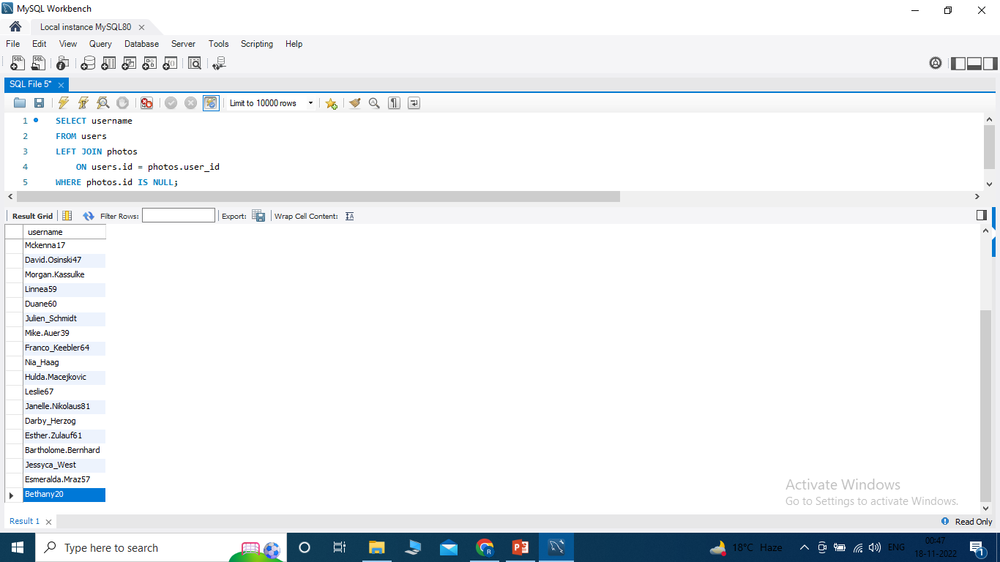 MySQL Workbench
Local instance MySQL80
File Edit View Query Database Server Tools Scripting Help
SQL File 5*
Limit to 10000 rows
1 SELECT username
2 FROM users
3 LEFT JOIN photos
4 ON users.id = photos.user_id
5 WHERE photos.id IS NULL;
Result Grid Filter Rows: Export: Wrap Cell Content:
username
Mckenna17
David.Osinski47
Morgan.Kassulke
Linnea59
Duane60
Julien_Schmidt
Mike.Auer39
Franco_Keebler64
Nia_Haag
Hulda.Macejkovic
Leslie67
Janelle.Nikolaus81
Darby_Herzog
Esther.Zulauf61
Bartholome.Bernhard
Jessyca_West
Esmeralda.Mraz57
Bethany20
Activate Windows
Go to Settings to activate Windows.
Result 1 Read Only
Type here to search 18°C Haze ENG 00:47
18-11-2022 1